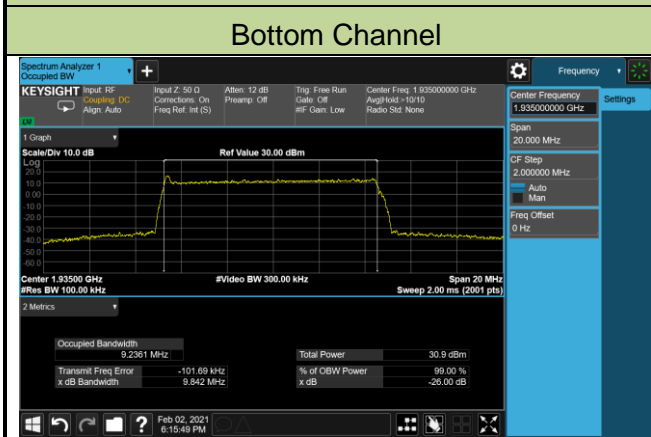 Bottom Channel
Spectrum Analyzer 1
Occupied BW
+
Frequency
KEYSIGHT
Input: RF
Coupling: DC
Align: Auto
Input Z: 50 Ω
Corrections: On
Freq Ref: Int (S)
Atten: 12 dB
Preamp: Off
Trig: Free Run
Gate: Off
#IF Gain: Low
Center Freq: 1.935000000 GHz
Avg|Hold:>10/10
Radio Std: None
Center Frequency
1.935000000 GHz
Settings
Span
20.000 MHz
CF Step
2.000000 MHz
Auto
Man
Freq Offset
0 Hz
1 Graph
Scale/Div 10.0 dB
Ref Value 30.00 dBm
Log
20.0
10.0
0.00
-10.0
-20.0
-30.0
-40.0
-50.0
-60.0
Center 1.93500 GHz
#Video BW 300.00 kHz
Span 20 MHz
#Res BW 100.00 kHz
Sweep 2.00 ms (2001 pts)
2 Metrics
Occupied Bandwidth
9.2361 MHz
Total Power 30.9 dBm
Transmit Freq Error -101.69 kHz
% of OBW Power 99.00 %
x dB Bandwidth 9.842 MHz
x dB -26.00 dB
?
Feb 02, 2021
6:15:49 PM